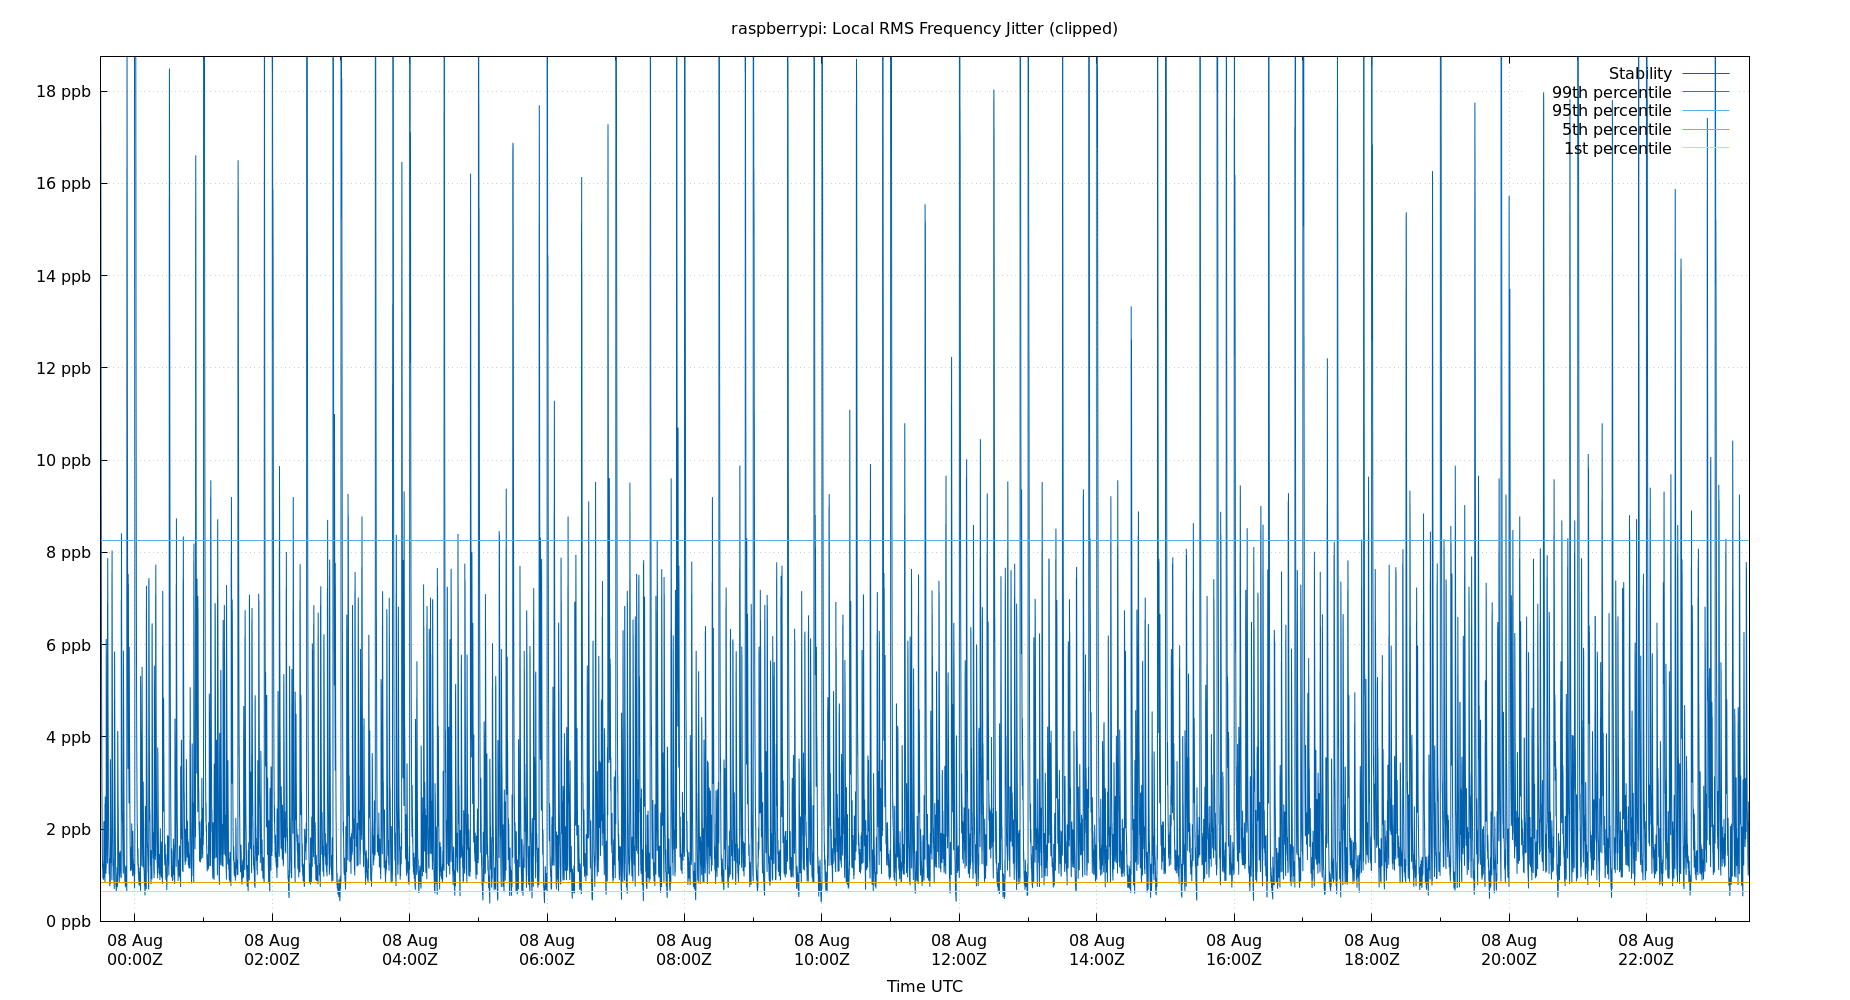 raspberrypi: Local RMS Frequency Jitter (clipped)
Stability
99th percentile
95th percentile
5th percentile
1st percentile
18 ppb
16 ppb
14 ppb
12 ppb
10 ppb
8 ppb
6 ppb
4 ppb
2 ppb
0 ppb
08 Aug 08 Aug 08 Aug 08 Aug 08 Aug 08 Aug 08 Aug 08 Aug 08 Aug 08 Aug 08 Aug 08 Aug
00:00Z 02:00Z 04:00Z 06:00Z 08:00Z 10:00Z 12:00Z 14:00Z 16:00Z 18:00Z 20:00Z 22:00Z
Time UTC